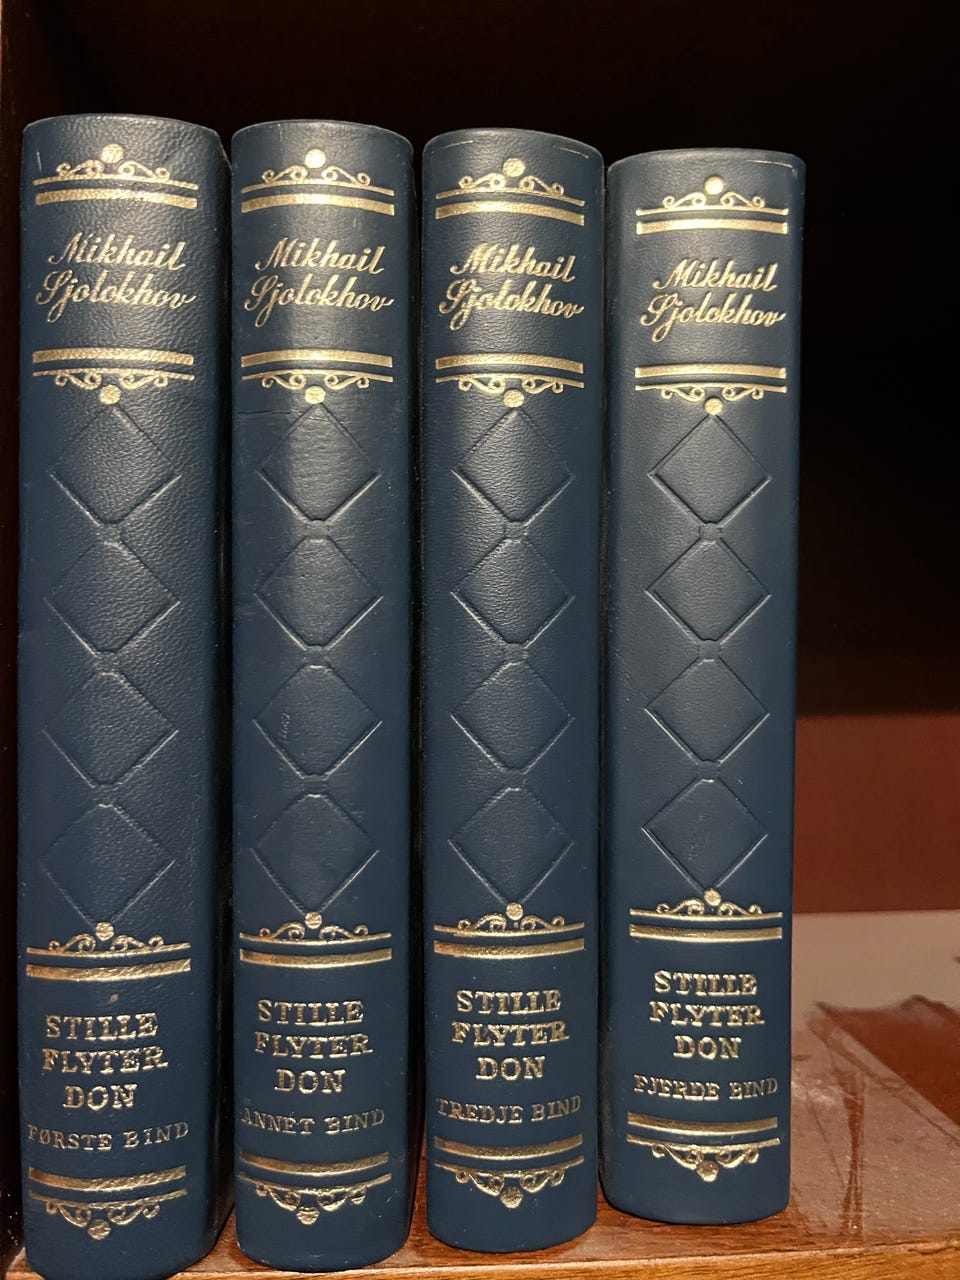 Mikhail
Sjolokhov
STILLE
FLYTER
DON
FØRSTE BIND
Mikhail
Sjolokhov
STILLE
FLYTER
DON
ANNET BIND
Mikhail
Sjolokhov
STILLE
FLYTER
DON
TREDJE BIND
Mikhail
Sjolokhov
STILLE
FLYTER
DON
FJERDE BIND